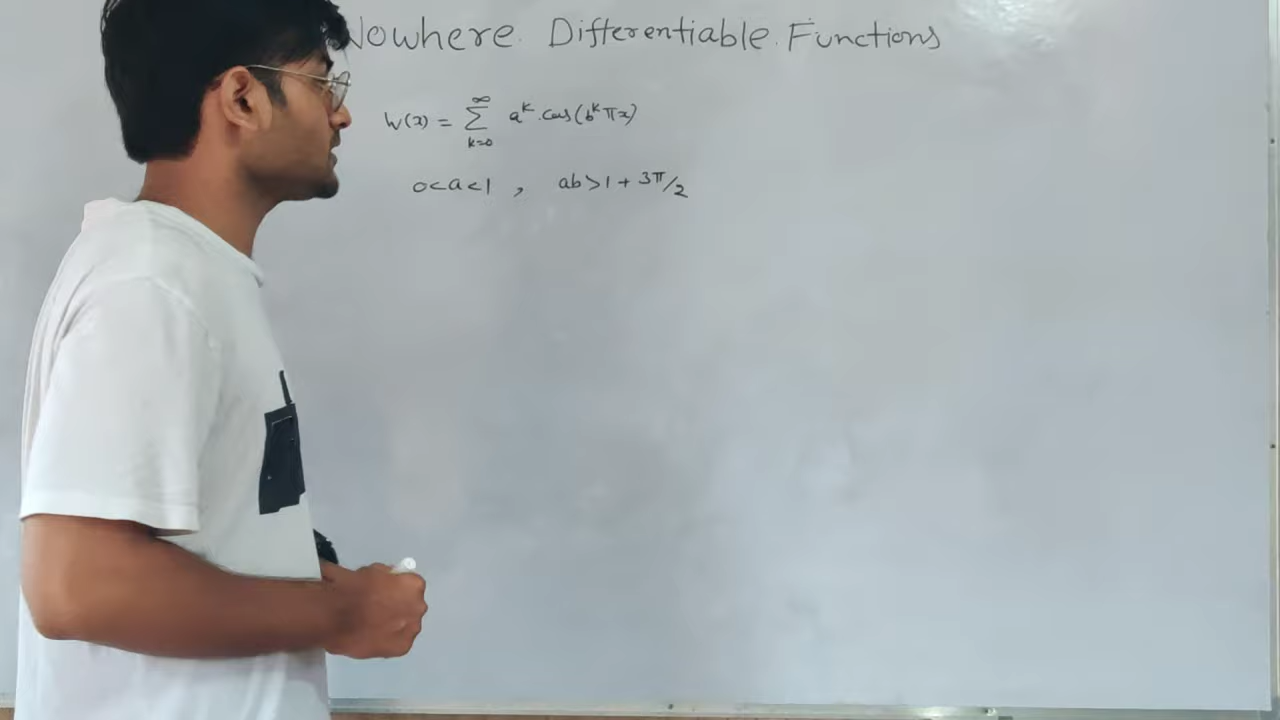 Nowhere Differentiable Functions
W(x) = ∞∑k=0 a^k cos(b^k πx)
0<a<1 , ab>1+3π/2